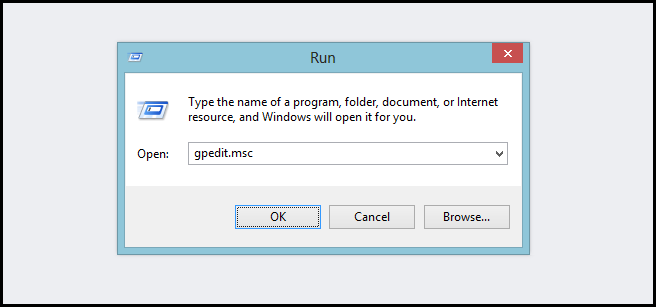 Run
Type the name of a program, folder, document, or Internet
resource, and Windows will open it for you.
Open: gpedit.msc
OK Cancel Browse...